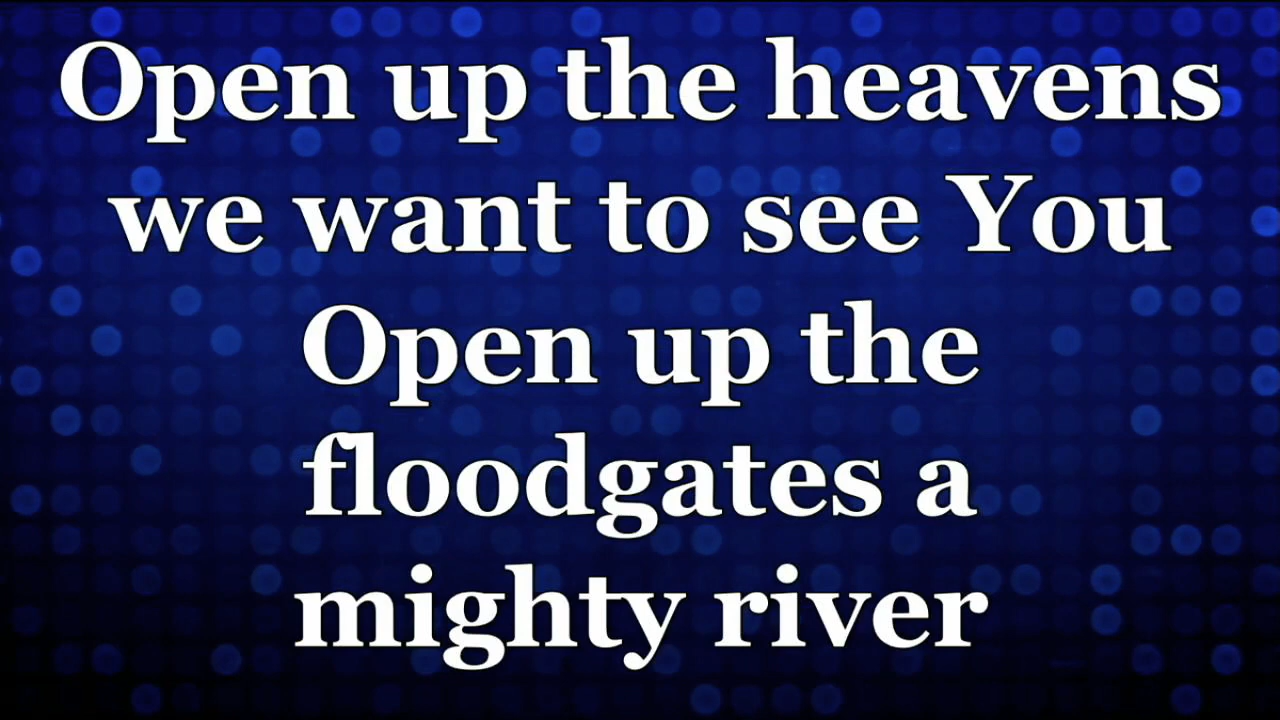 Open up the heavens
we want to see You
Open up the
floodgates a
mighty river